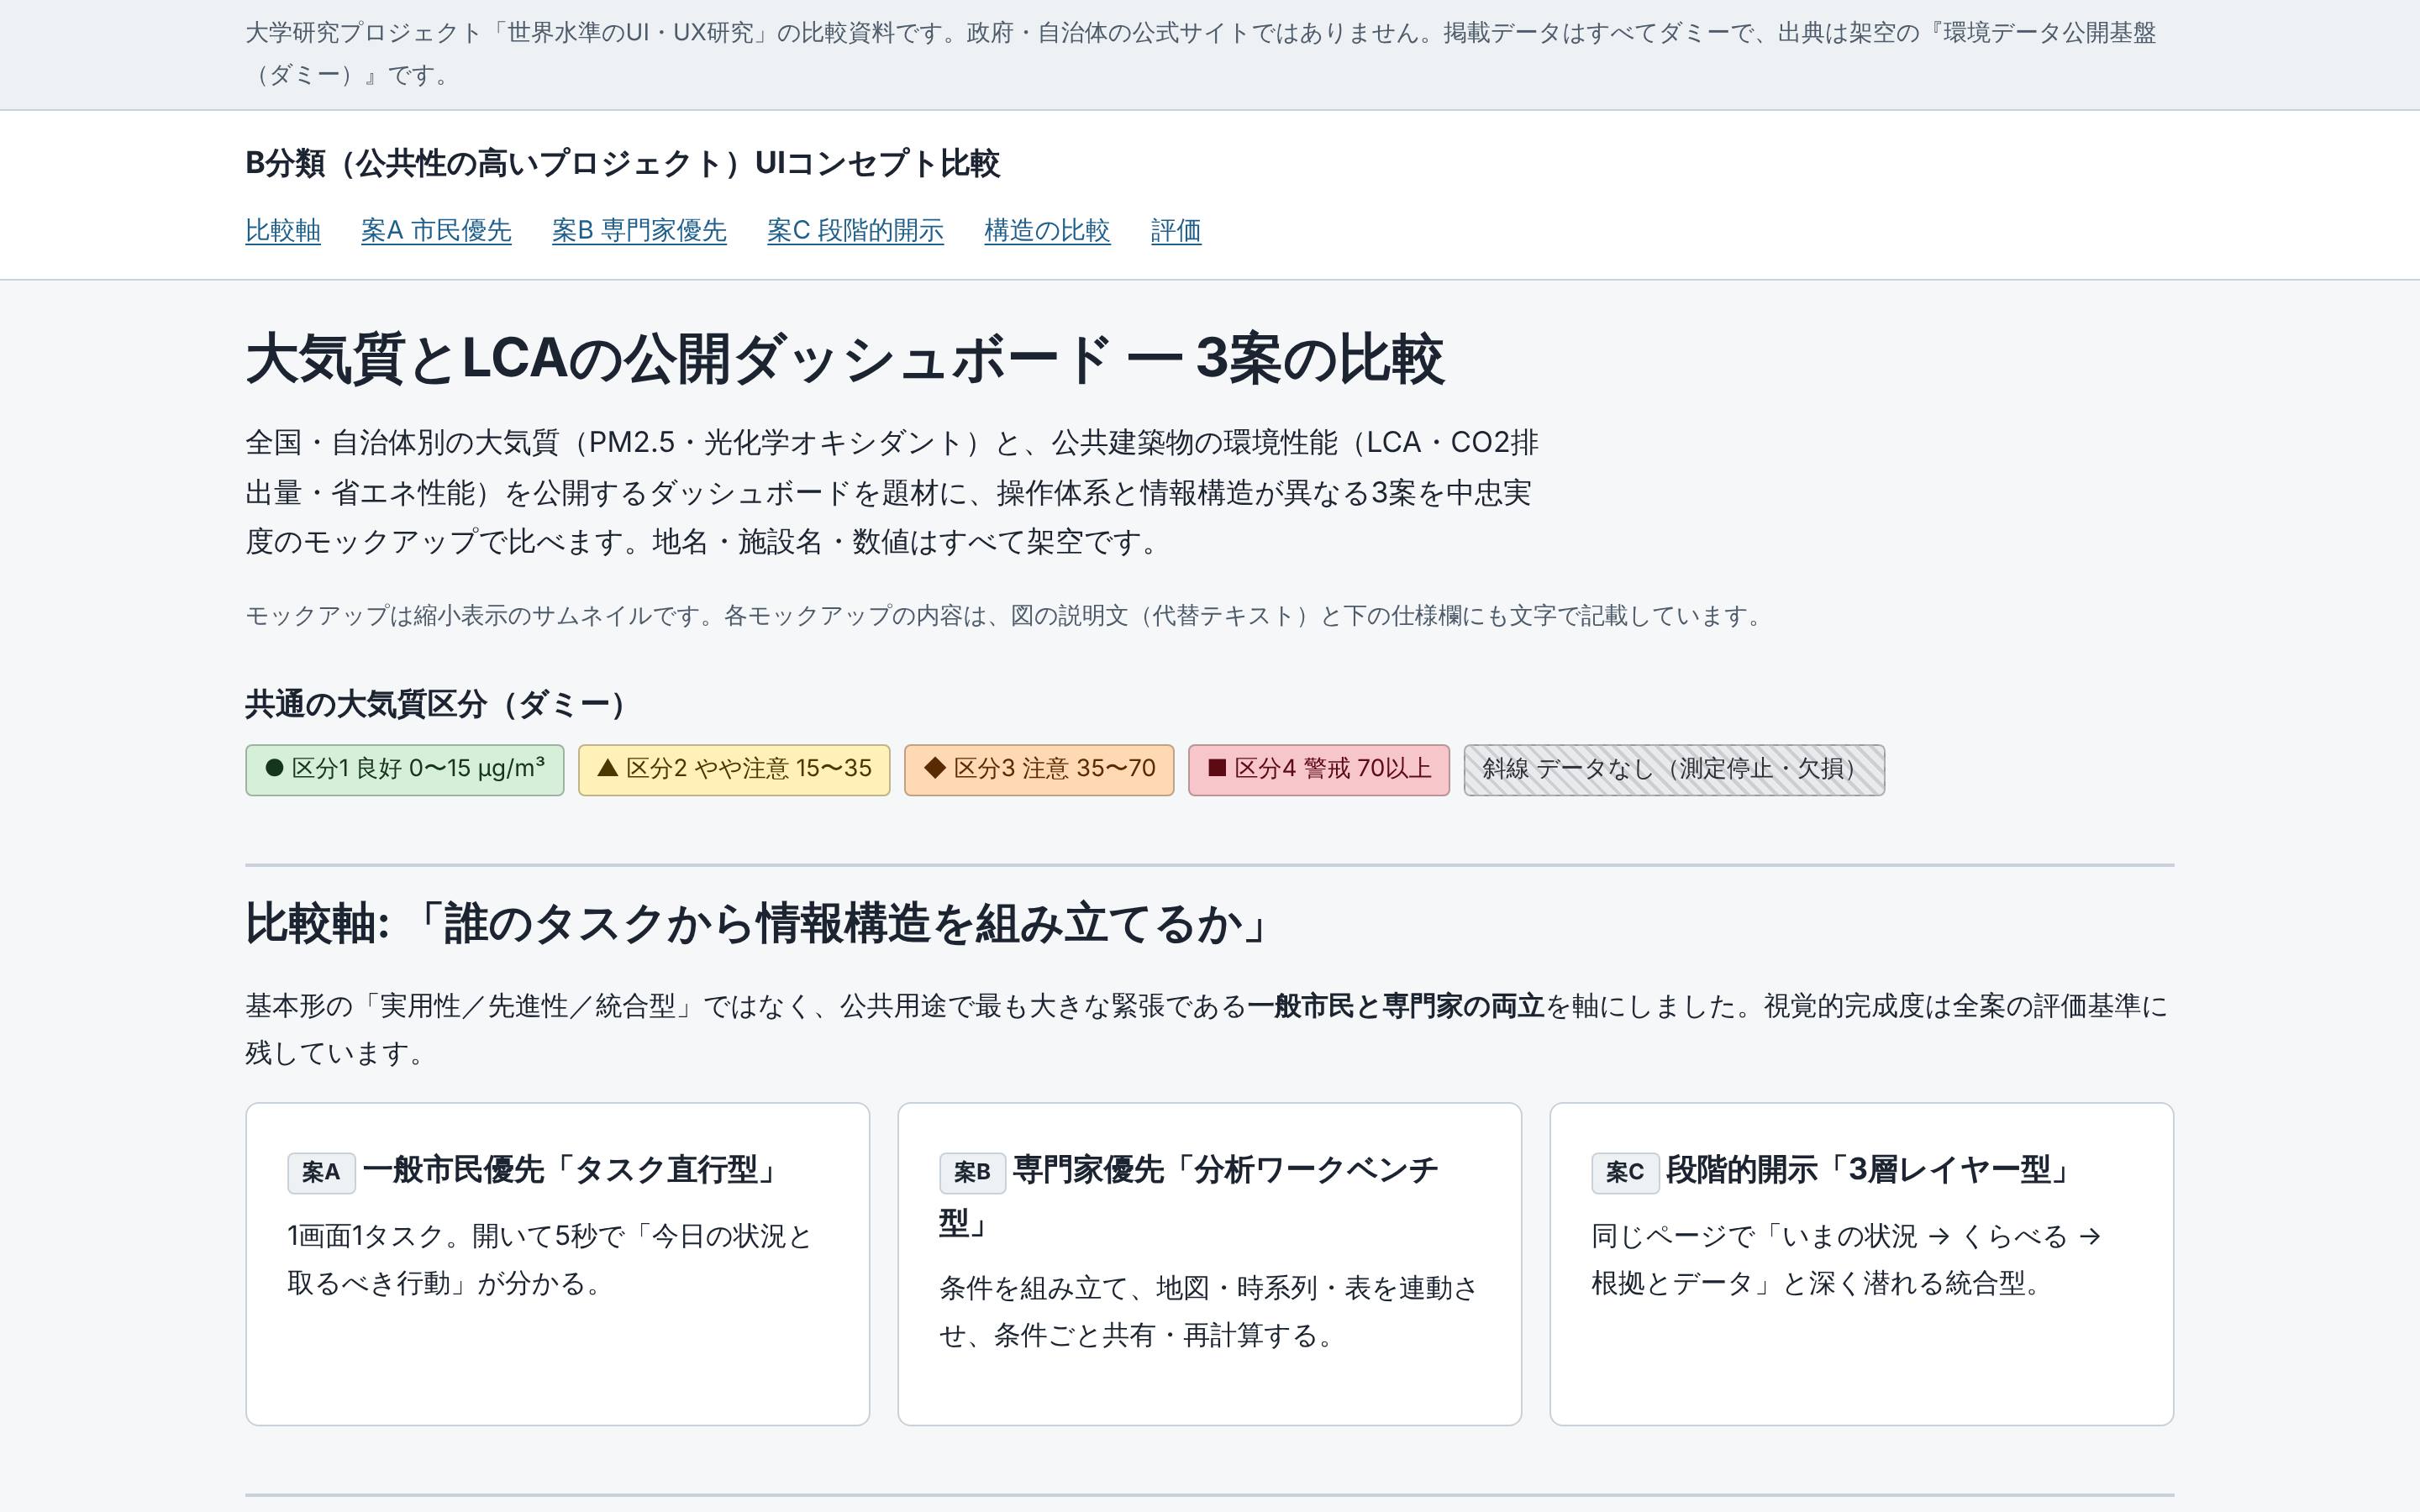 大学研究プロジェクト「世界水準のUI・UX研究」の比較資料です。政府・自治体の公式サイトではありません。掲載データはすべてダミーで、出典は架空の『環境データ公開基盤
（ダミー）』です。
B分類（公共性の高いプロジェクト）UIコンセプト比較
比較軸 案A 市民優先 案B 専門家優先 案C 段階的開示 構造の比較 評価
大気質とLCAの公開ダッシュボード — 3案の比較
全国・自治体別の大気質（PM2.5・光化学オキシダント）と、公共建築物の環境性能（LCA・CO2排
出量・省エネ性能）を公開するダッシュボードを題材に、操作体系と情報構造が異なる3案を中忠実
度のモックアップで比べます。地名・施設名・数値はすべて架空です。
モックアップは縮小表示のサムネイルです。各モックアップの内容は、図の説明文（代替テキスト）と下の仕様欄にも文字で記載しています。
共通の大気質区分（ダミー）
● 区分1 良好 0〜15 µg/m³ ▲ 区分2 やや注意 15〜35 ◆ 区分3 注意 35〜70 ■ 区分4 警戒 70以上 斜線 データなし（測定停止・欠損）
比較軸: 「誰のタスクから情報構造を組み立てるか」
基本形の「実用性／先進性／統合型」ではなく、公共用途で最も大きな緊張である一般市民と専門家の両立を軸にしました。視覚的完成度は全案の評価基準に
残しています。
案A 一般市民優先「タスク直行型」
1画面1タスク。開いて5秒で「今日の状況と
取るべき行動」が分かる。
案B 専門家優先「分析ワークベンチ
型」
条件を組み立て、地図・時系列・表を連動さ
せ、条件ごと共有・再計算する。
案C 段階的開示「3層レイヤー型」
同じページで「いまの状況 → くらべる →
根拠とデータ」と深く潜れる統合型。